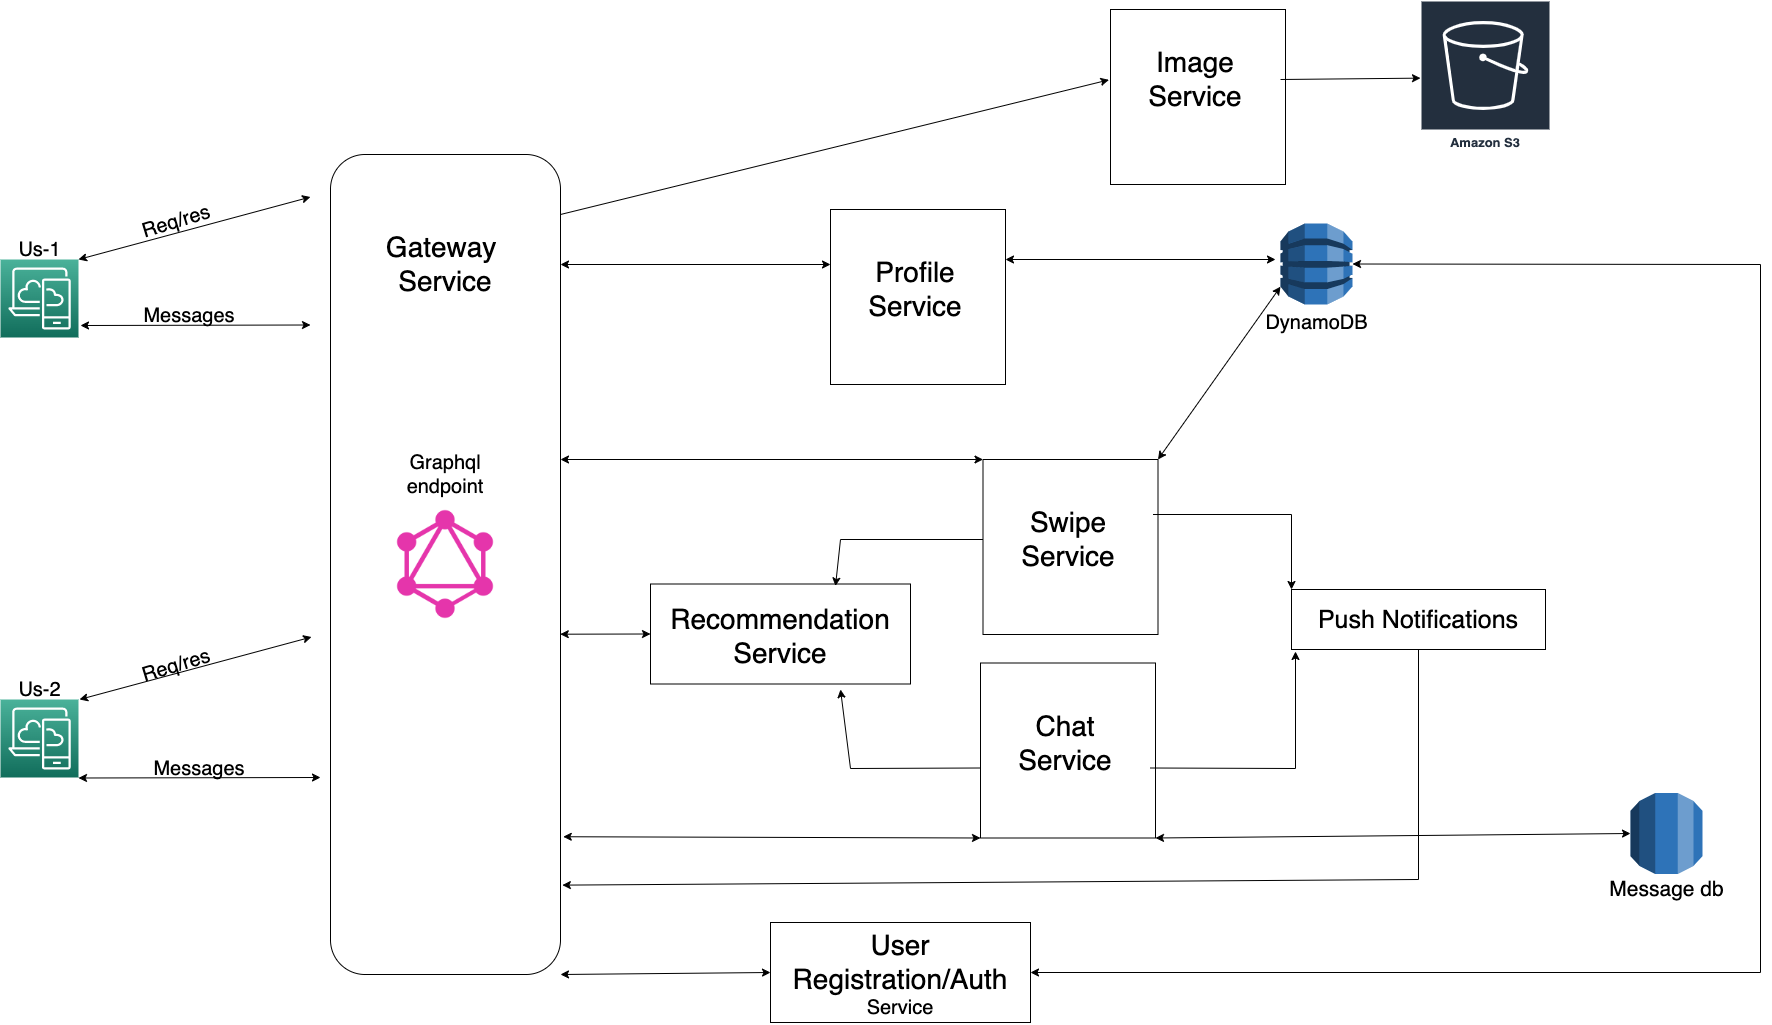 Image
Service
Amazon S3
Req/res
Us-1
Messages
Gateway
Service
Profile
Service
DynamoDB
Graphql
endpoint
Swipe
Service
Recommendation
Service
Push Notifications
Req/res
Us-2
Messages
Chat
Service
Message db
User
Registration/Auth
Service